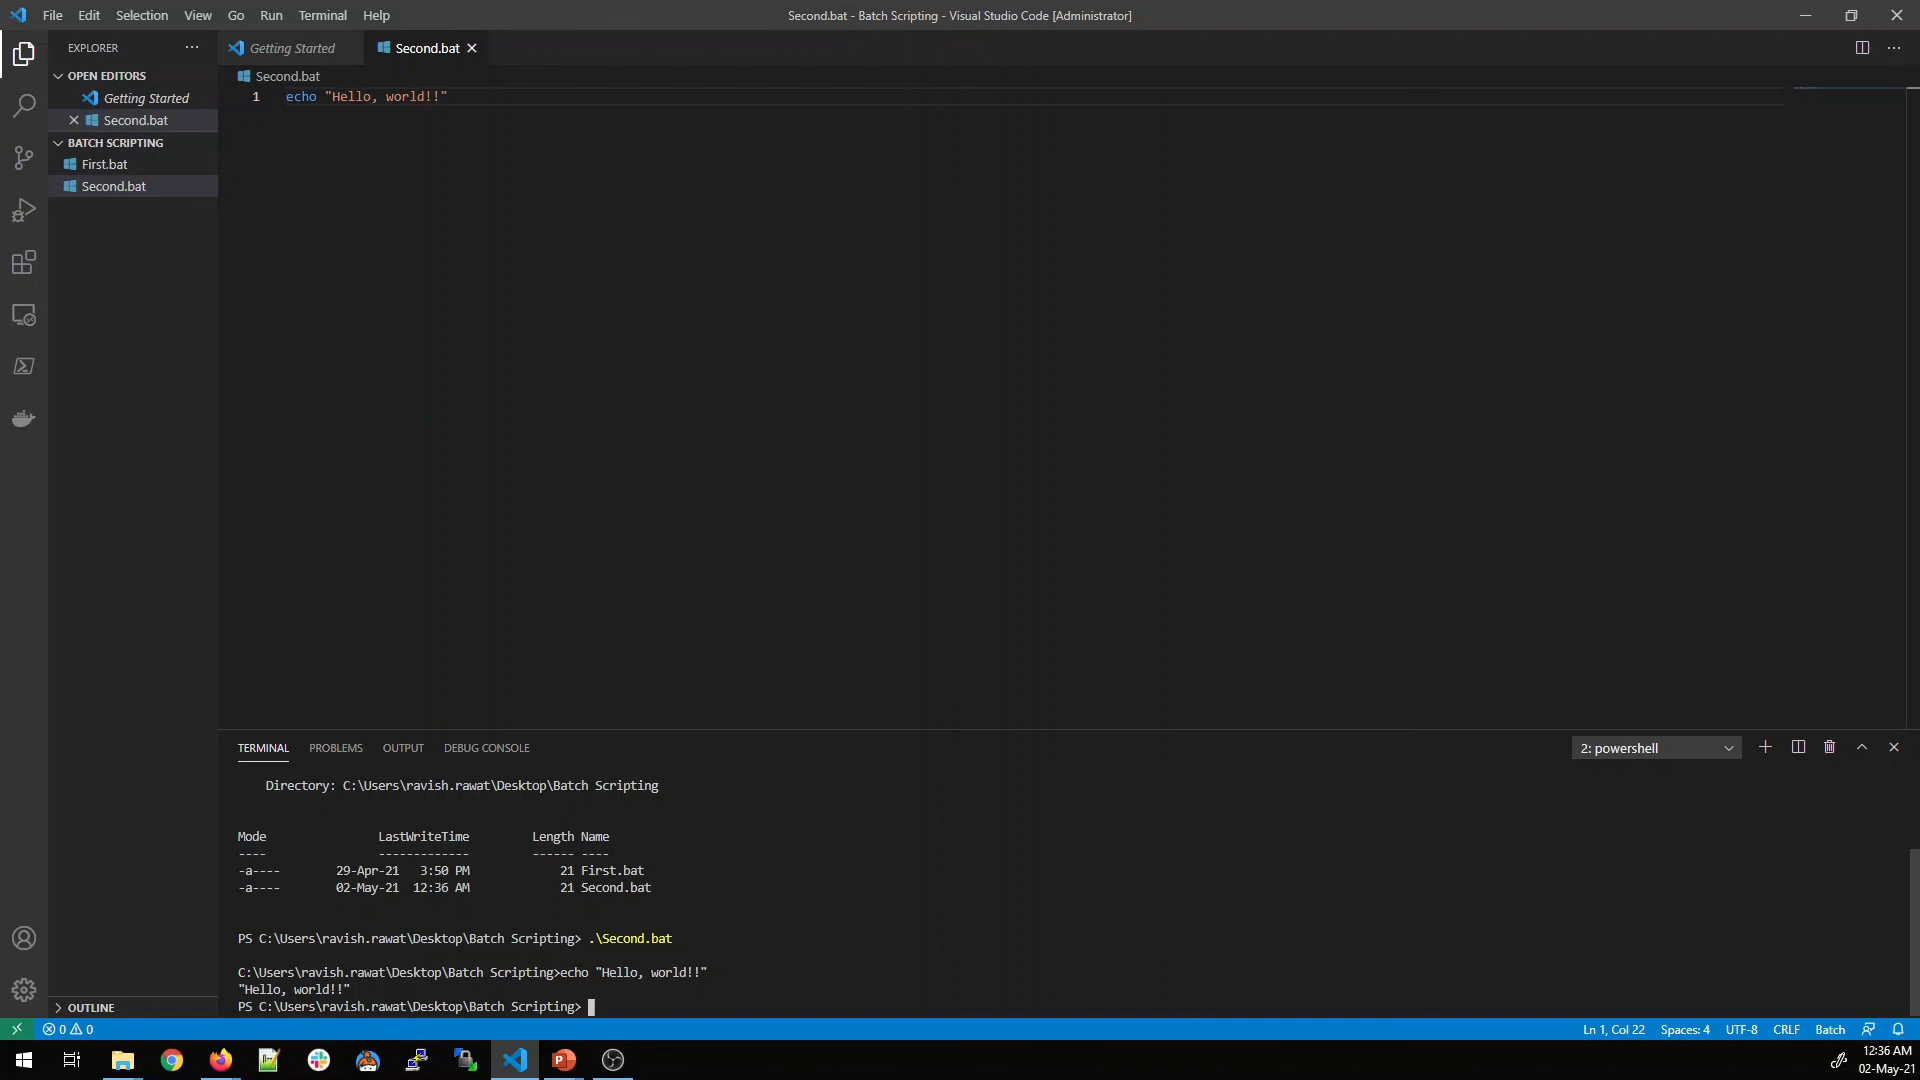 File Edit Selection View Go Run Terminal Help
Second.bat - Batch Scripting - Visual Studio Code [Administrator]
EXPLORER
Getting Started
Second.bat
OPEN EDITORS
Getting Started
Second.bat
BATCH SCRIPTING
First.bat
Second.bat
OUTLINE
Second.bat
1 echo "Hello, world!!"
TERMINAL PROBLEMS OUTPUT DEBUG CONSOLE
2: powershell
Directory: C:\Users\ravish.rawat\Desktop\Batch Scripting
Mode LastWriteTime Length Name
---- ------------- ------ ----
-a---- 29-Apr-21 3:50 PM 21 First.bat
-a---- 02-May-21 12:36 AM 21 Second.bat
PS C:\Users\ravish.rawat\Desktop\Batch Scripting> .\Second.bat
C:\Users\ravish.rawat\Desktop\Batch Scripting>echo "Hello, world!!"
"Hello, world!!"
PS C:\Users\ravish.rawat\Desktop\Batch Scripting>
0 0
Ln 1, Col 22 Spaces: 4 UTF-8 CRLF Batch
12:36 AM
02-May-21